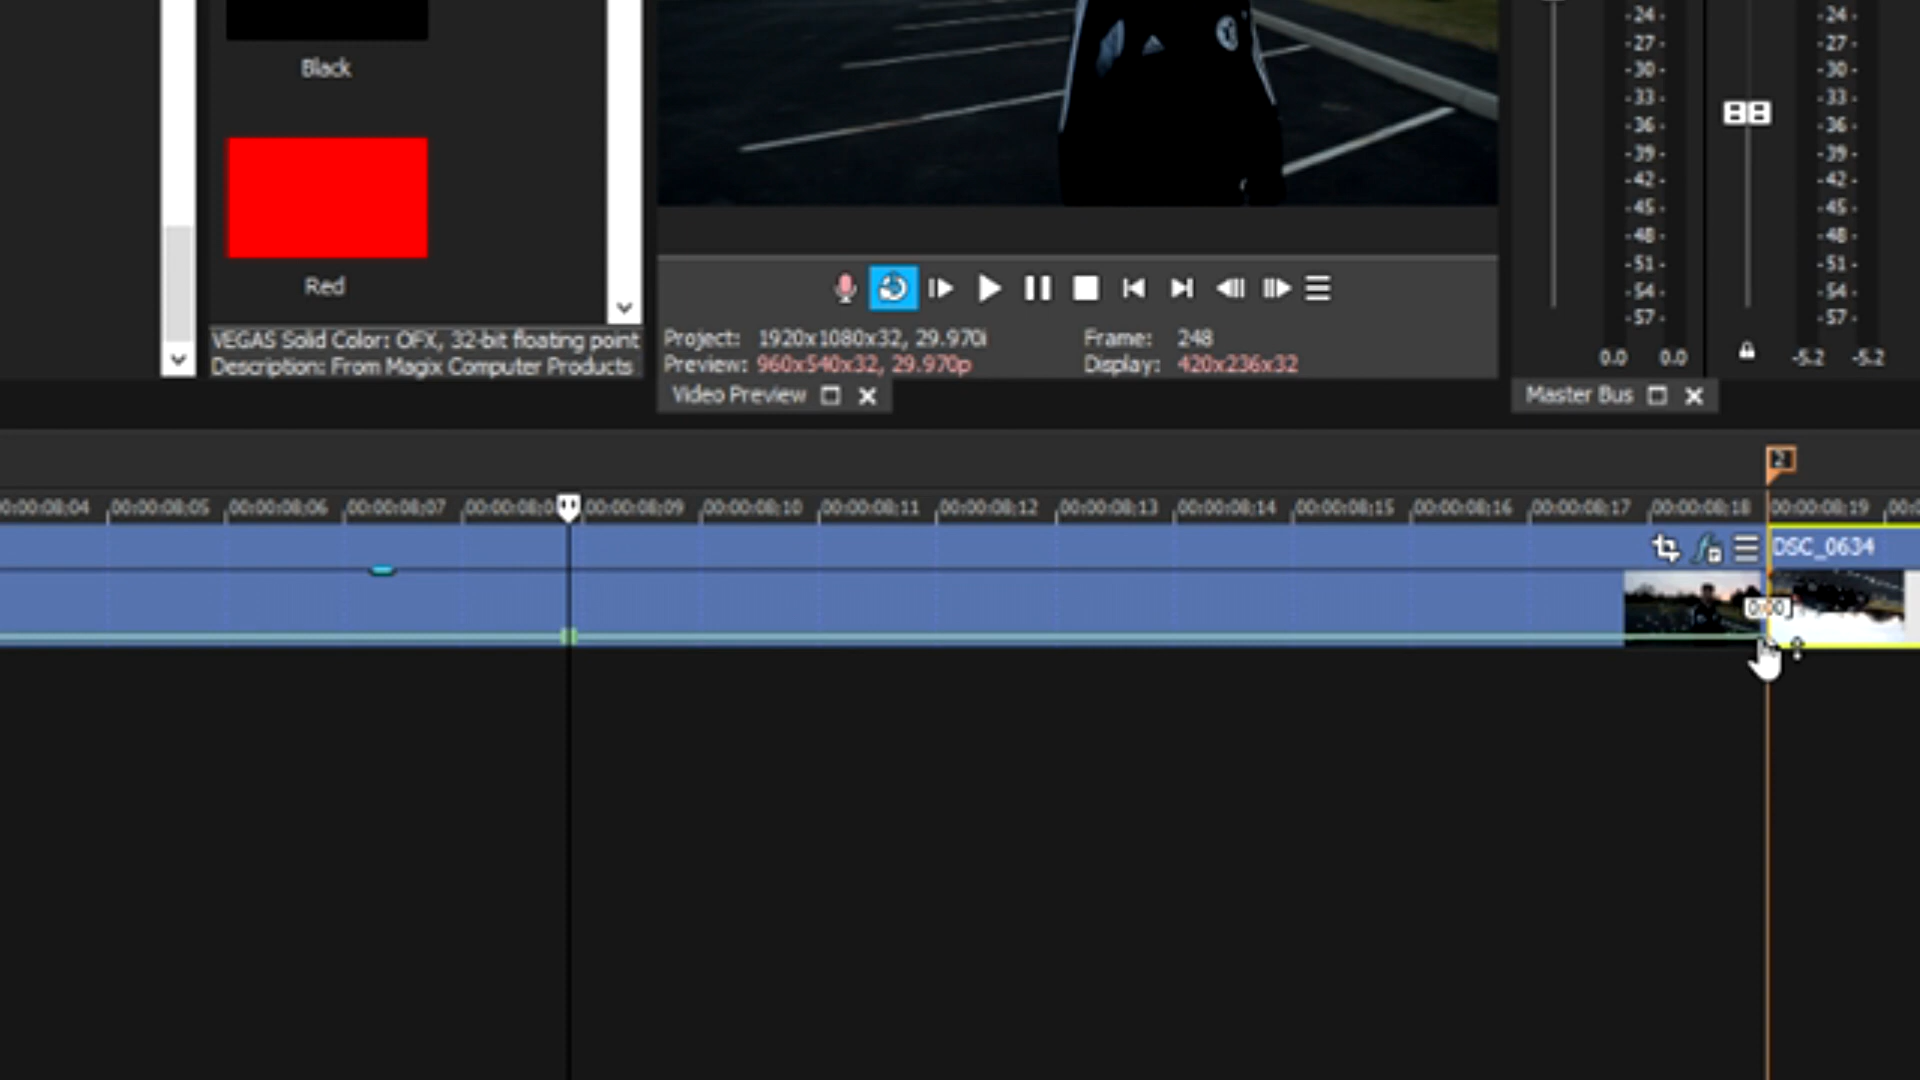 Black
Red
VEGAS Solid Color: OFX, 32-bit floating point
Description: From Magix Computer Products
Project: 1920x1080x32, 29.970i
Preview: 960x540x32, 29.970p
Frame: 248
Display: 420x236x32
Video Preview
-24-
-27-
-30-
-33-
-36-
-39-
-42-
-45-
-48-
-51-
-54-
-57-
0.0 0.0
-24-
-27-
-30-
-33-
-36-
-39-
-42-
-45-
-48-
-51-
-54-
-57-
-5.2 -5.2
Master Bus
2
00:00:08;04 00:00:08;05 00:00:08;06 00:00:08;07 00:00:08;09 00:00:08;10 00:00:08;11 00:00:08;12 00:00:08;13 00:00:08;14 00:00:08;15 00:00:08;16 00:00:08;17 00:00:08;18 00:00:08;19
DSC_0634
0:00